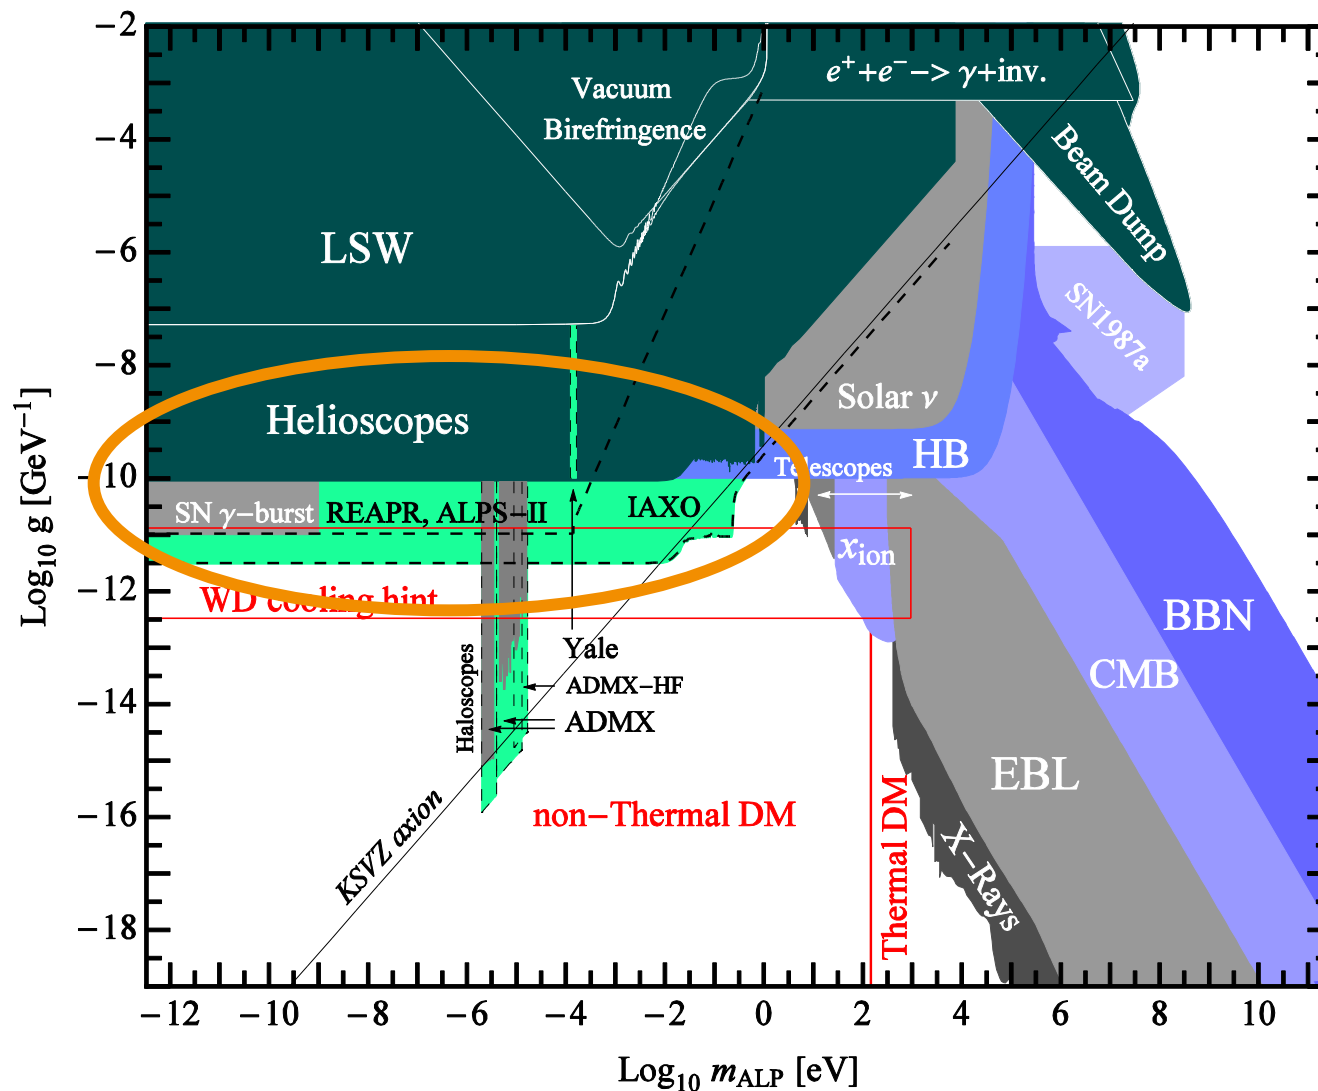 −2
−4
−6
−8
−10
−12
−14
−16
−18
Log10 g [GeV−1]
Vacuum
Birefringence
e+ + e− −> γ+inv.
Beam Dump
LSW
SN1987a
Helioscopes
Solar ν
HB
Telescopes
SN γ−burst
REAPR, ALPS−II
IAXO
xion
WD cooling hint
Yale
BBN
CMB
ADMX−HF
ADMX
Haloscopes
EBL
non−Thermal DM
Thermal DM
X−Rays
KSVZ axion
−12 −10 −8 −6 −4 −2 0 2 4 6 8 10
Log10 mALP [eV]